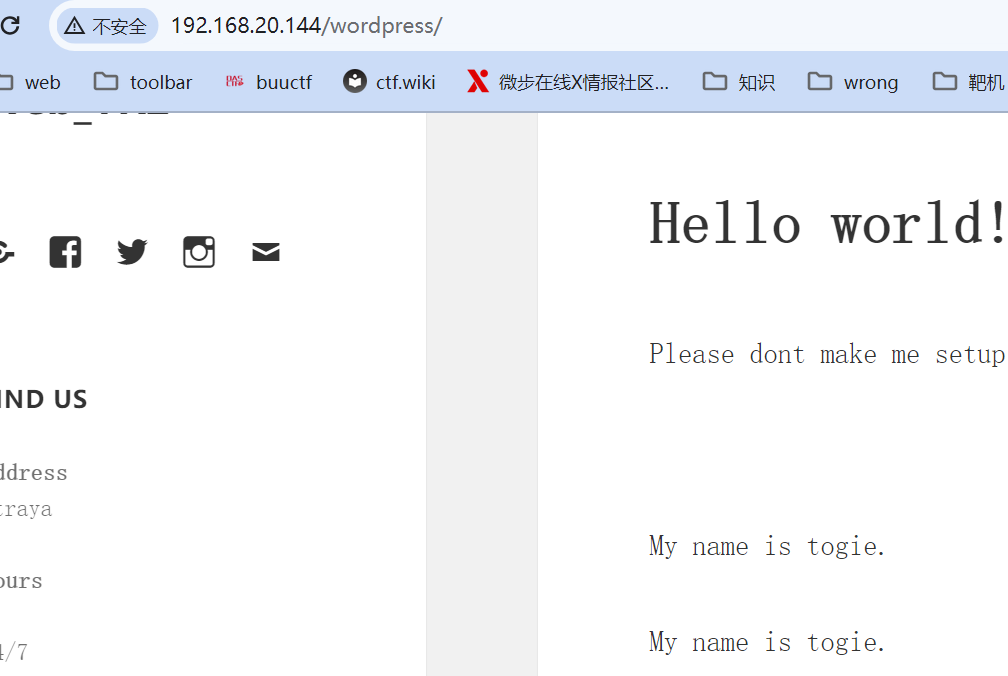 不安全 192.168.20.144/wordpress/
web toolbar buuctf ctf.wiki 微步在线X情报社区... 知识 wrong 靶机
Hello world!
Please dont make me setup
IND US
ddress
traya
My name is togie.
ours
4/7
My name is togie.